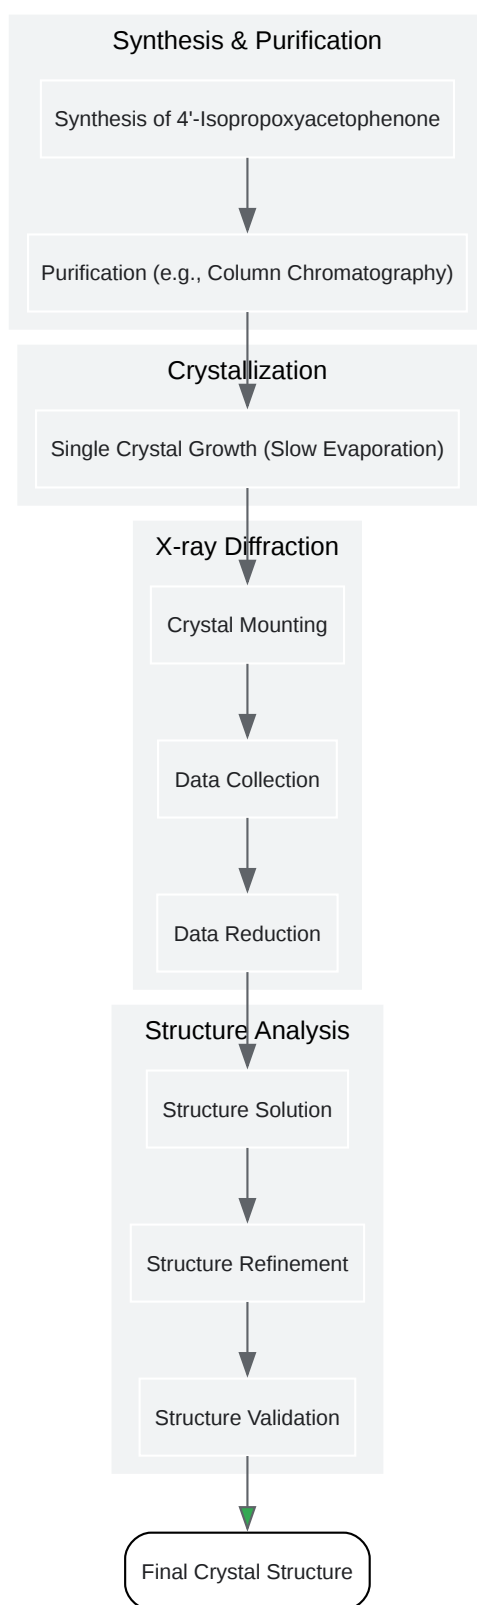 Synthesis & Purification
Synthesis of 4'-Isopropoxyacetophenone
Purification (e.g., Column Chromatography)
Crystallization
Single Crystal Growth (Slow Evaporation)
X-ray Diffraction
Crystal Mounting
Data Collection
Data Reduction
Structure Analysis
Structure Solution
Structure Refinement
Structure Validation
Final Crystal Structure